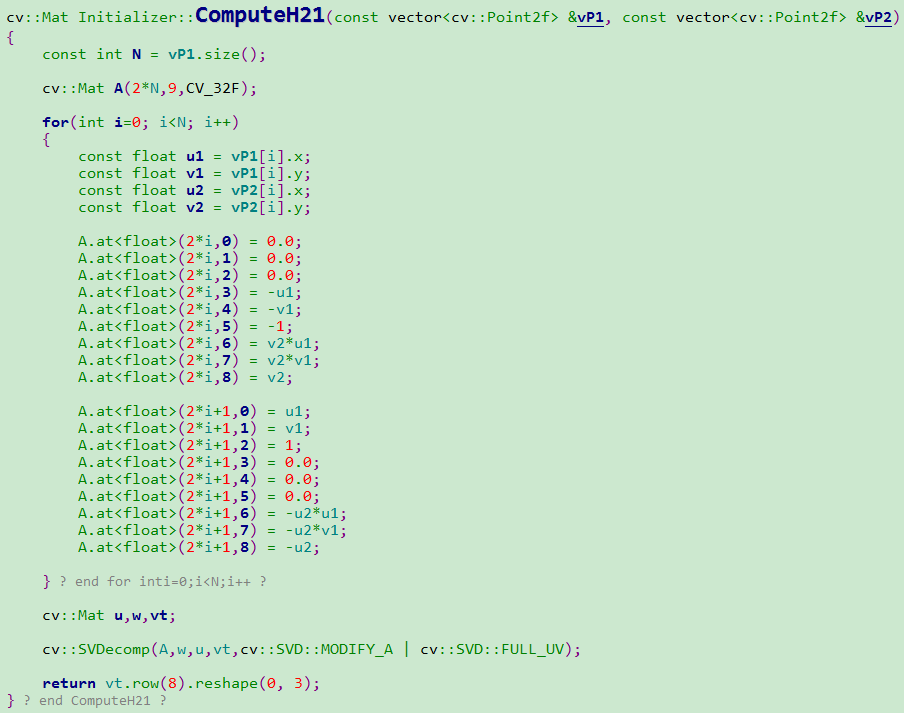 cv::Mat Initializer::ComputeH21(const vector<cv::Point2f> &vP1, const vector<cv::Point2f> &vP2)
{
    const int N = vP1.size();

    cv::Mat A(2*N,9,CV_32F);

    for(int i=0; i<N; i++)
    {
        const float u1 = vP1[i].x;
        const float v1 = vP1[i].y;
        const float u2 = vP2[i].x;
        const float v2 = vP2[i].y;

        A.at<float>(2*i,0) = 0.0;
        A.at<float>(2*i,1) = 0.0;
        A.at<float>(2*i,2) = 0.0;
        A.at<float>(2*i,3) = -u1;
        A.at<float>(2*i,4) = -v1;
        A.at<float>(2*i,5) = -1;
        A.at<float>(2*i,6) = v2*u1;
        A.at<float>(2*i,7) = v2*v1;
        A.at<float>(2*i,8) = v2;

        A.at<float>(2*i+1,0) = u1;
        A.at<float>(2*i+1,1) = v1;
        A.at<float>(2*i+1,2) = 1;
        A.at<float>(2*i+1,3) = 0.0;
        A.at<float>(2*i+1,4) = 0.0;
        A.at<float>(2*i+1,5) = 0.0;
        A.at<float>(2*i+1,6) = -u2*u1;
        A.at<float>(2*i+1,7) = -u2*v1;
        A.at<float>(2*i+1,8) = -u2;

    } ? end for inti=0;i<N;i++ ?

    cv::Mat u,w,vt;

    cv::SVDecomp(A,w,u,vt,cv::SVD::MODIFY_A | cv::SVD::FULL_UV);

    return vt.row(8).reshape(0, 3);
} ? end ComputeH21 ?